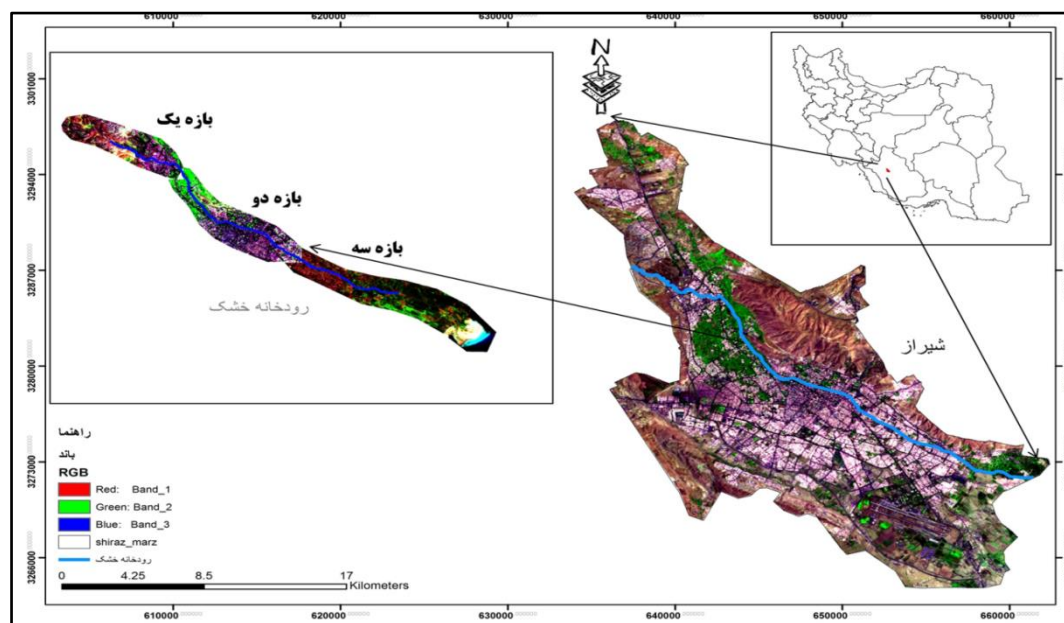 610000
620000
630000
640000
650000
660000
3301000
3294000
3287000
3280000
3273000
3266000
N
بازه یک
بازه دو
بازه سه
رودخانه خشک
شیراز
راهنما
باند
RGB
Red: Band_1
Green: Band_2
Blue: Band_3
shiraz_marz
رودخانه خشک
0 4.25 8.5 17
Kilometers
610000
620000
630000
640000
650000
660000